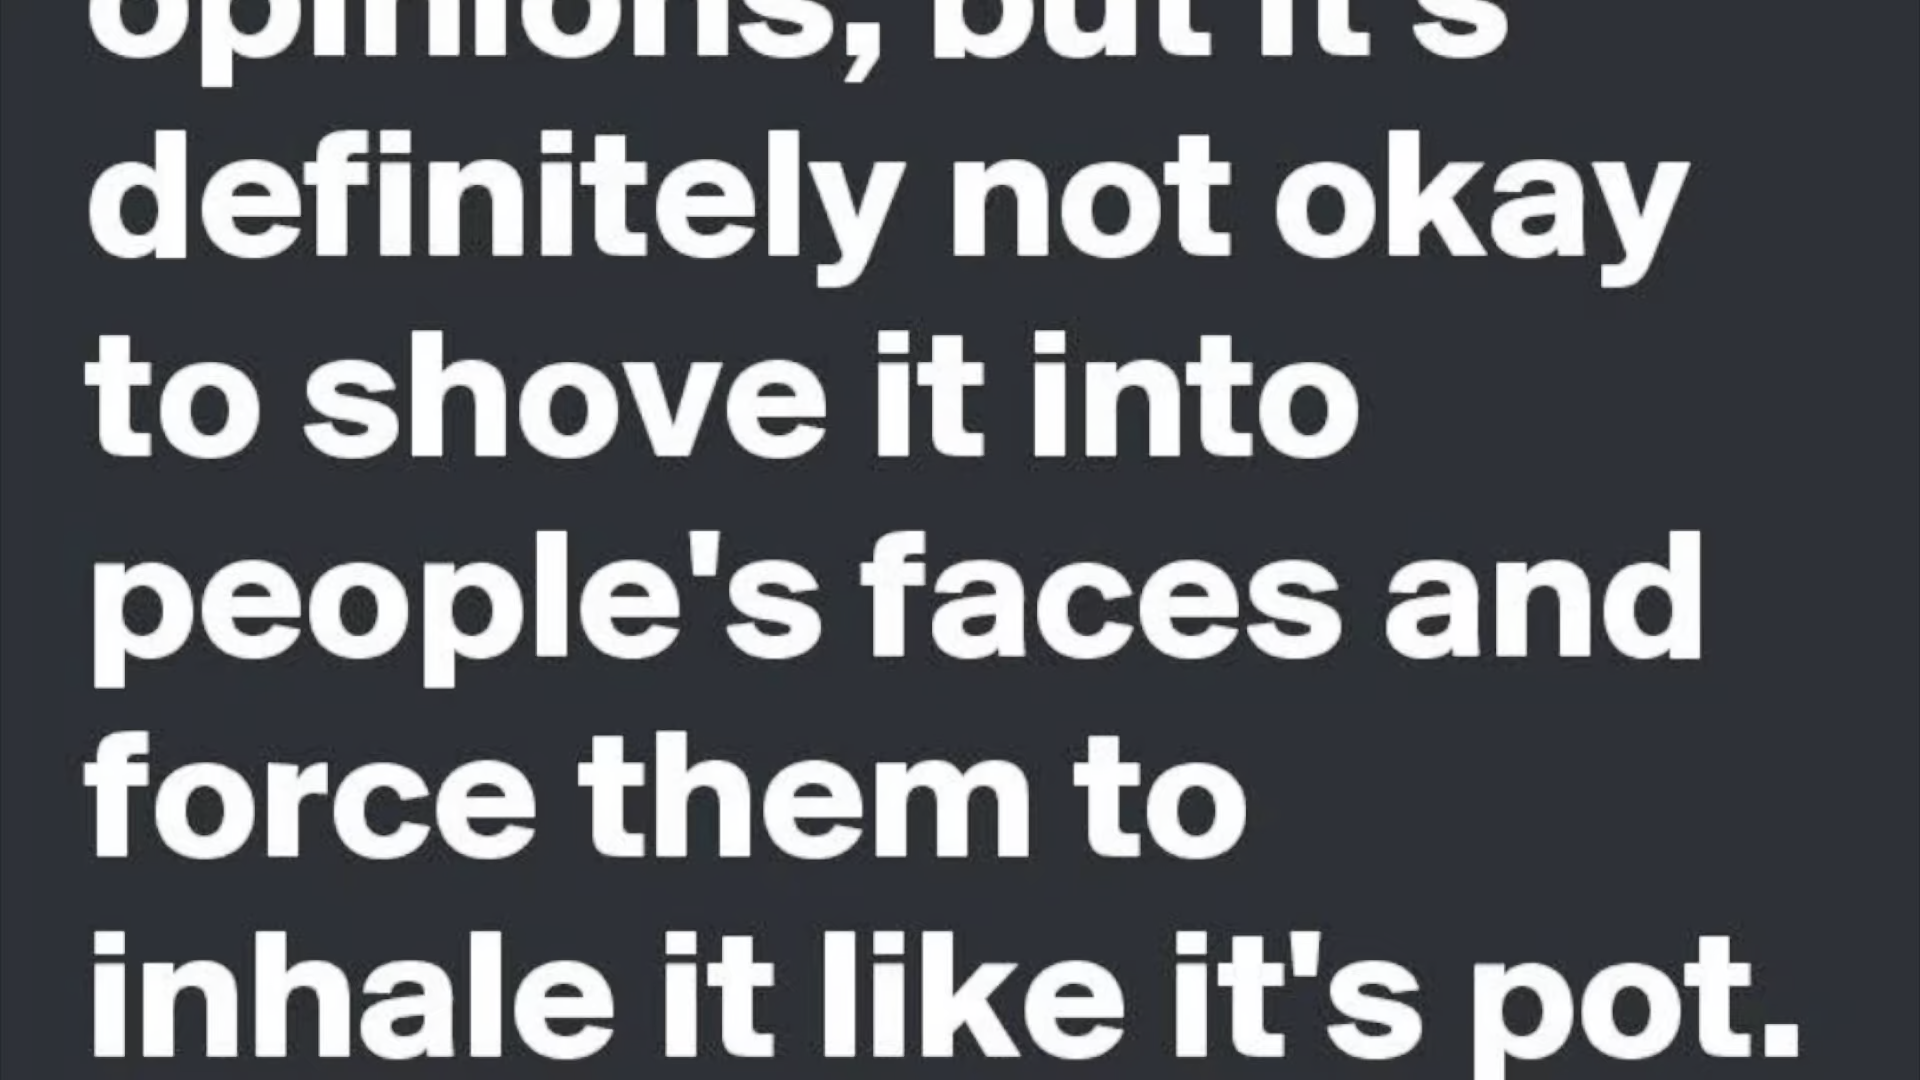 opinions, but it's
definitely not okay
to shove it into
people's faces and
force them to
inhale it like it's pot.